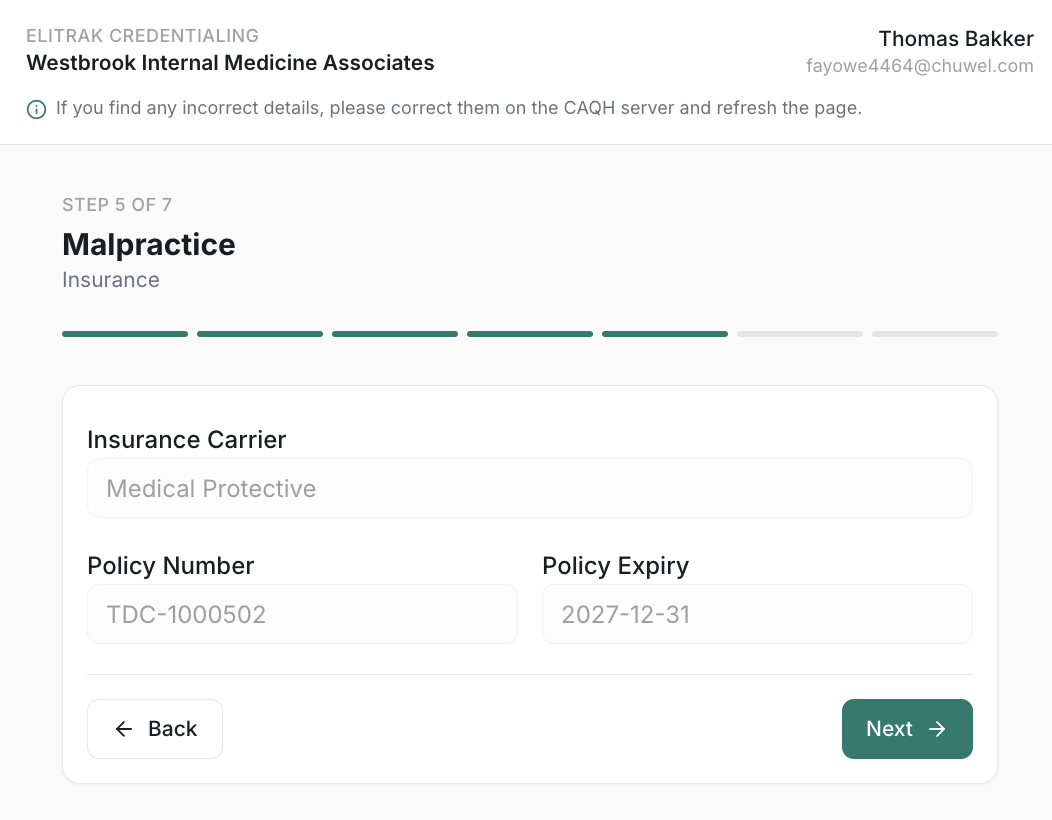 ELITRAK CREDENTIALING
Westbrook Internal Medicine Associates
Thomas Bakker
fayowe4464@chuwel.com
If you find any incorrect details, please correct them on the CAQH server and refresh the page.
STEP 5 OF 7
Malpractice
Insurance
Insurance Carrier
Medical Protective
Policy Number
TDC-1000502
Policy Expiry
2027-12-31
Back
Next